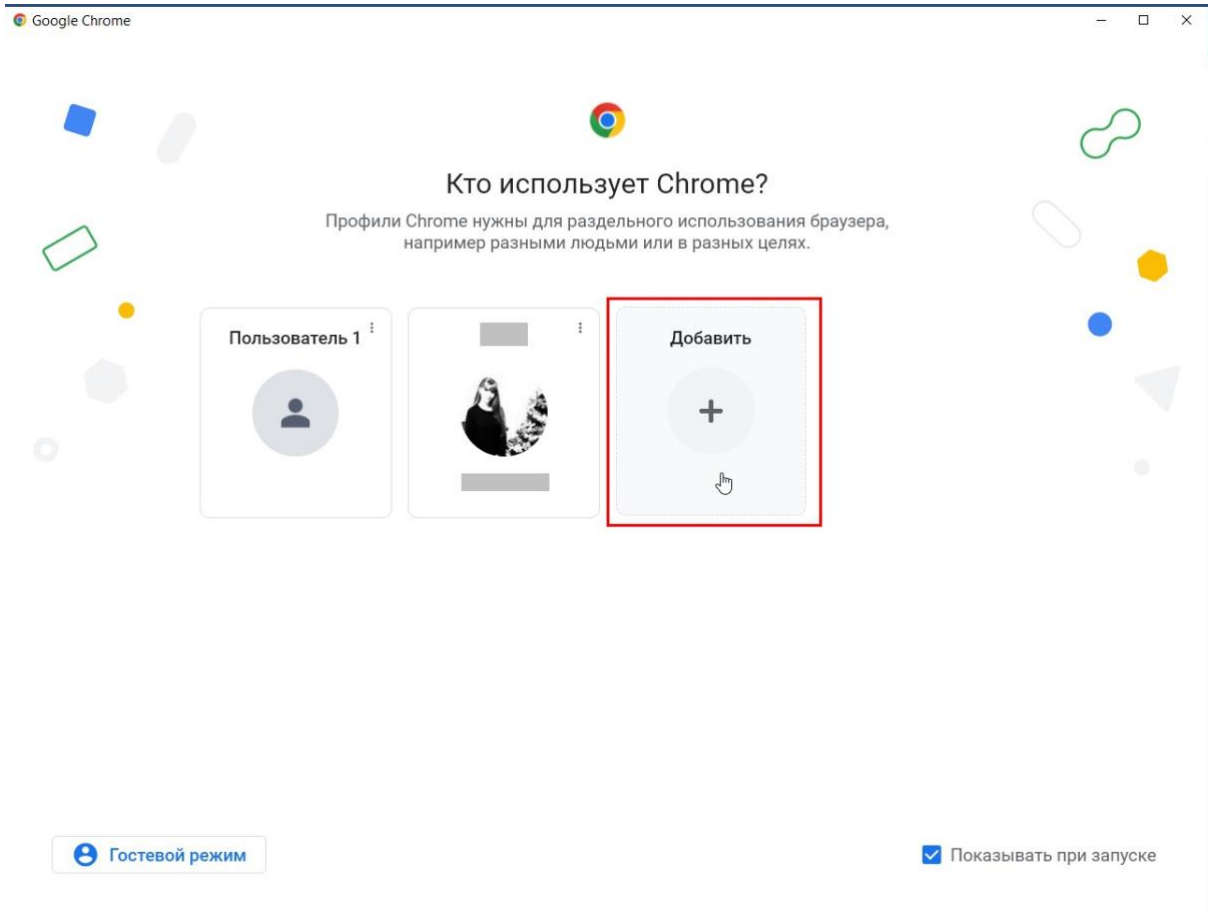 Google Chrome
Кто использует Chrome?
Профили Chrome нужны для раздельного использования браузера,
например разными людьми или в разных целях.
Пользователь 1
Добавить
Гостевой режим
Показывать при запуске